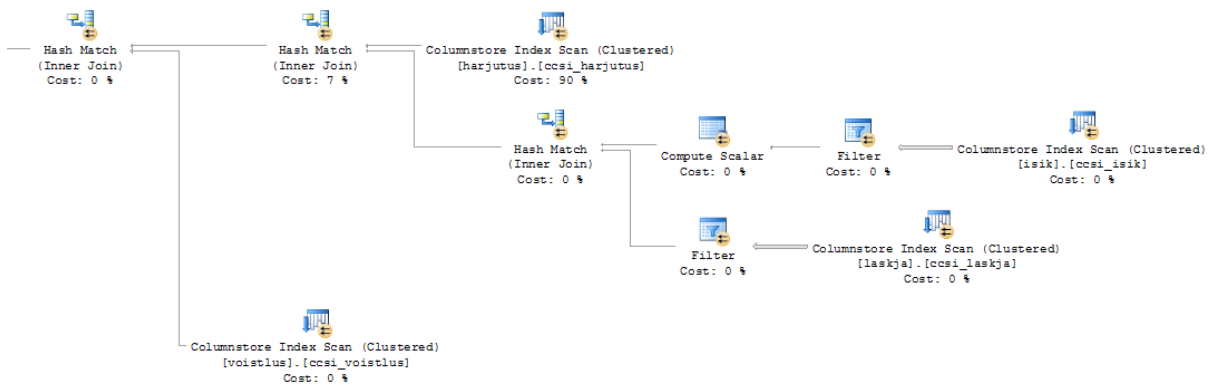 Hash Match
(Inner Join)
Cost: 0 %
Hash Match
(Inner Join)
Cost: 7 %
Columnstore Index Scan (Clustered)
[harjutus].[ccsi_harjutus]
Cost: 90 %
Hash Match
(Inner Join)
Cost: 0 %
Compute Scalar
Cost: 0 %
Filter
Cost: 0 %
Columnstore Index Scan (Clustered)
[isik].[ccsi_isik]
Cost: 0 %
Filter
Cost: 0 %
Columnstore Index Scan (Clustered)
[laskja].[ccsi_laskja]
Cost: 0 %
Columnstore Index Scan (Clustered)
[voistlus].[ccsi_voistlus]
Cost: 0 %